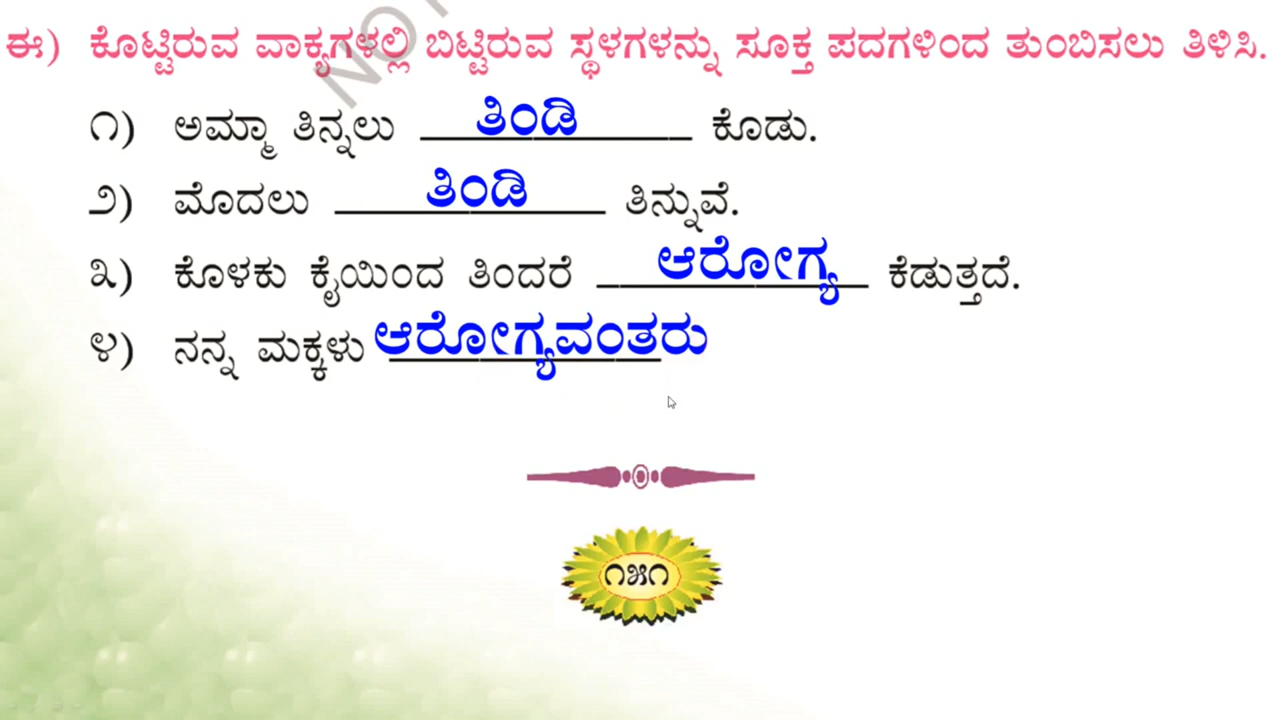 ಈ) ಕೊಟ್ಟಿರುವ ವಾಕ್ಯಗಳಲ್ಲಿ ಬಿಟ್ಟಿರುವ ಸ್ಥಳಗಳನ್ನು ಸೂಕ್ತ ಪದಗಳಿಂದ ತುಂಬಿಸಲು ತಿಳಿಸಿ.
೧) ಅಮ್ಮಾ ತಿನ್ನಲು ತಿಂಡಿ ಕೊಡು.
೨) ಮೊದಲು ತಿಂಡಿ ತಿನ್ನುವೆ.
೩) ಕೊಳಕು ಕೈಯಿಂದ ತಿಂದರೆ ಆರೋಗ್ಯ ಕೆಡುತ್ತದೆ.
೪) ನನ್ನ ಮಕ್ಕಳು ಆರೋಗ್ಯವಂತರು
೧೫೧